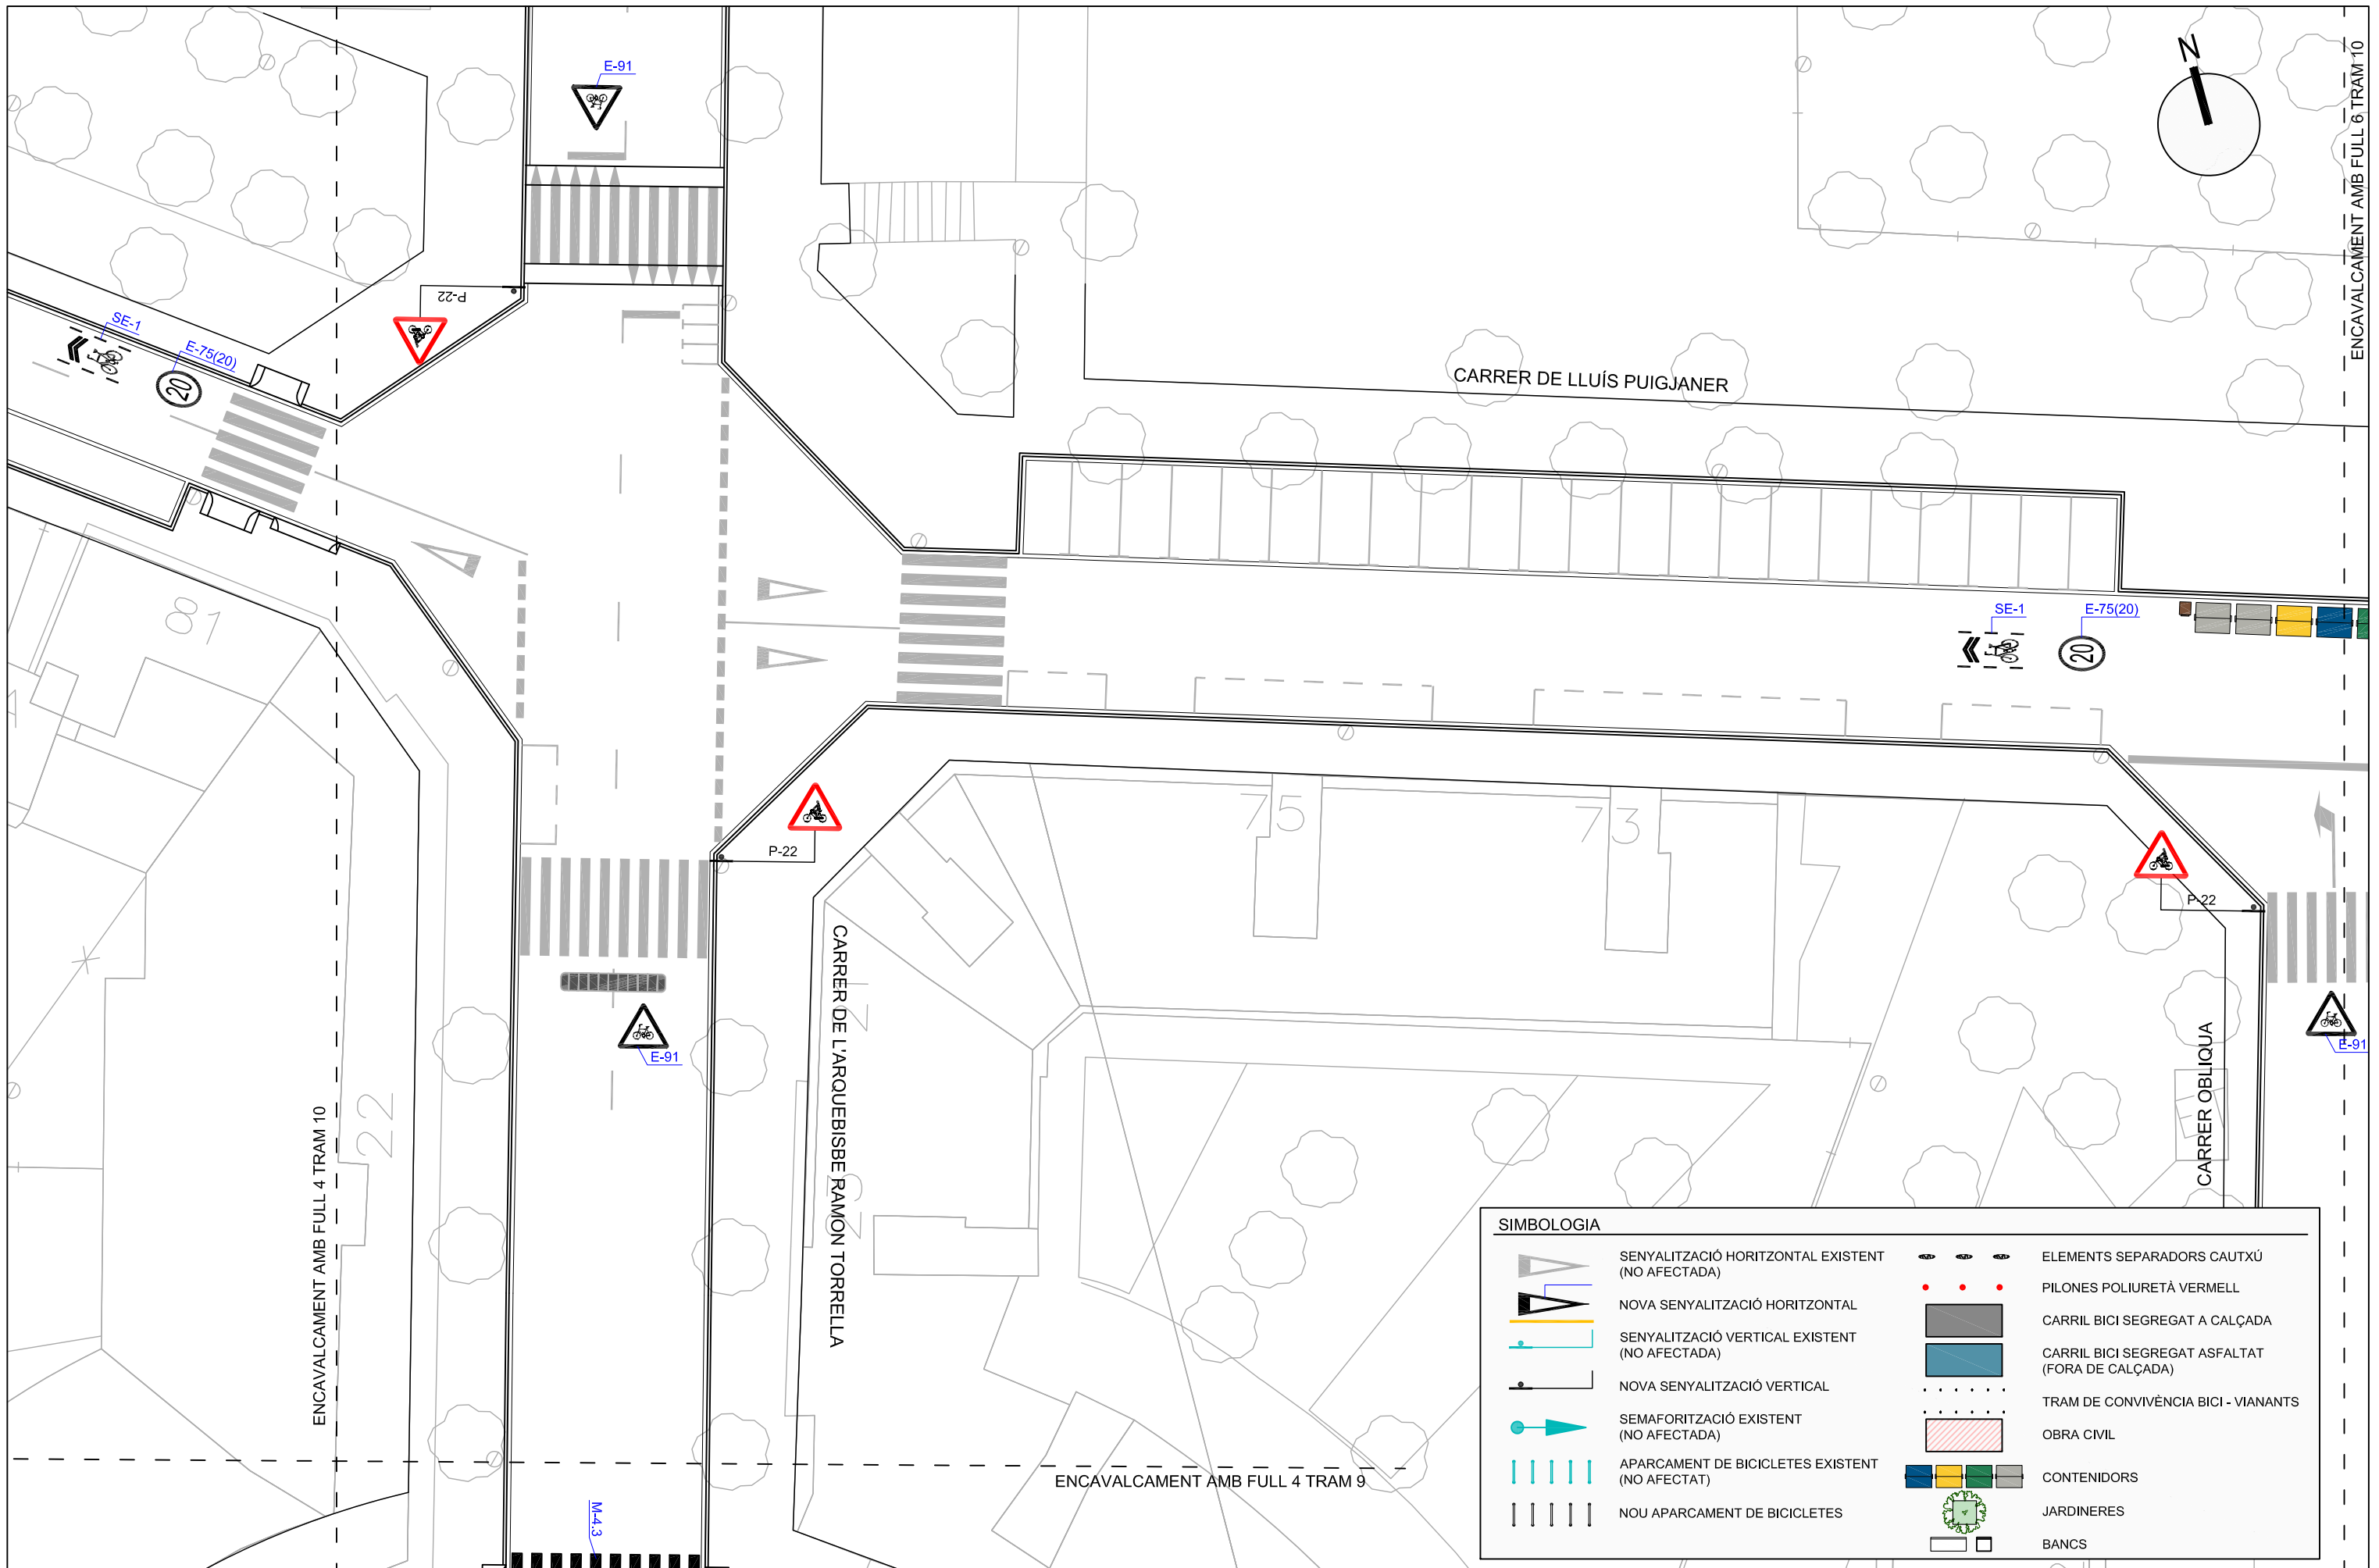 E-91
N
ENCAVALCAMENT AMB FULL 6 TRAM 10
P-22
SE-1
E-75(20)
20
CARRER DE LLUÍS PUIGJANER
SE-1
E-75(20)
20
81
75
73
P-22
P-22
E-91
E-91
CARRER DE L'ARQUEBISBE RAMON TORRELLA
CARRER OBLIQUA
22
ENCAVALCAMENT AMB FULL 4 TRAM 10
ENCAVALCAMENT AMB FULL 4 TRAM 9
M-4.3
SIMBOLOGIA
SENYALITZACIÓ HORITZONTAL EXISTENT
(NO AFECTADA)
NOVA SENYALITZACIÓ HORITZONTAL
SENYALITZACIÓ VERTICAL EXISTENT
(NO AFECTADA)
NOVA SENYALITZACIÓ VERTICAL
SEMAFORITZACIÓ EXISTENT
(NO AFECTADA)
APARCAMENT DE BICICLETES EXISTENT
(NO AFECTAT)
NOU APARCAMENT DE BICICLETES
ELEMENTS SEPARADORS CAUTXÚ
PILONES POLIURETÀ VERMELL
CARRIL BICI SEGREGAT A CALÇADA
CARRIL BICI SEGREGAT ASFALTAT
(FORA DE CALÇADA)
TRAM DE CONVIVÈNCIA BICI - VIANANTS
OBRA CIVIL
CONTENIDORS
JARDINERES
BANCS